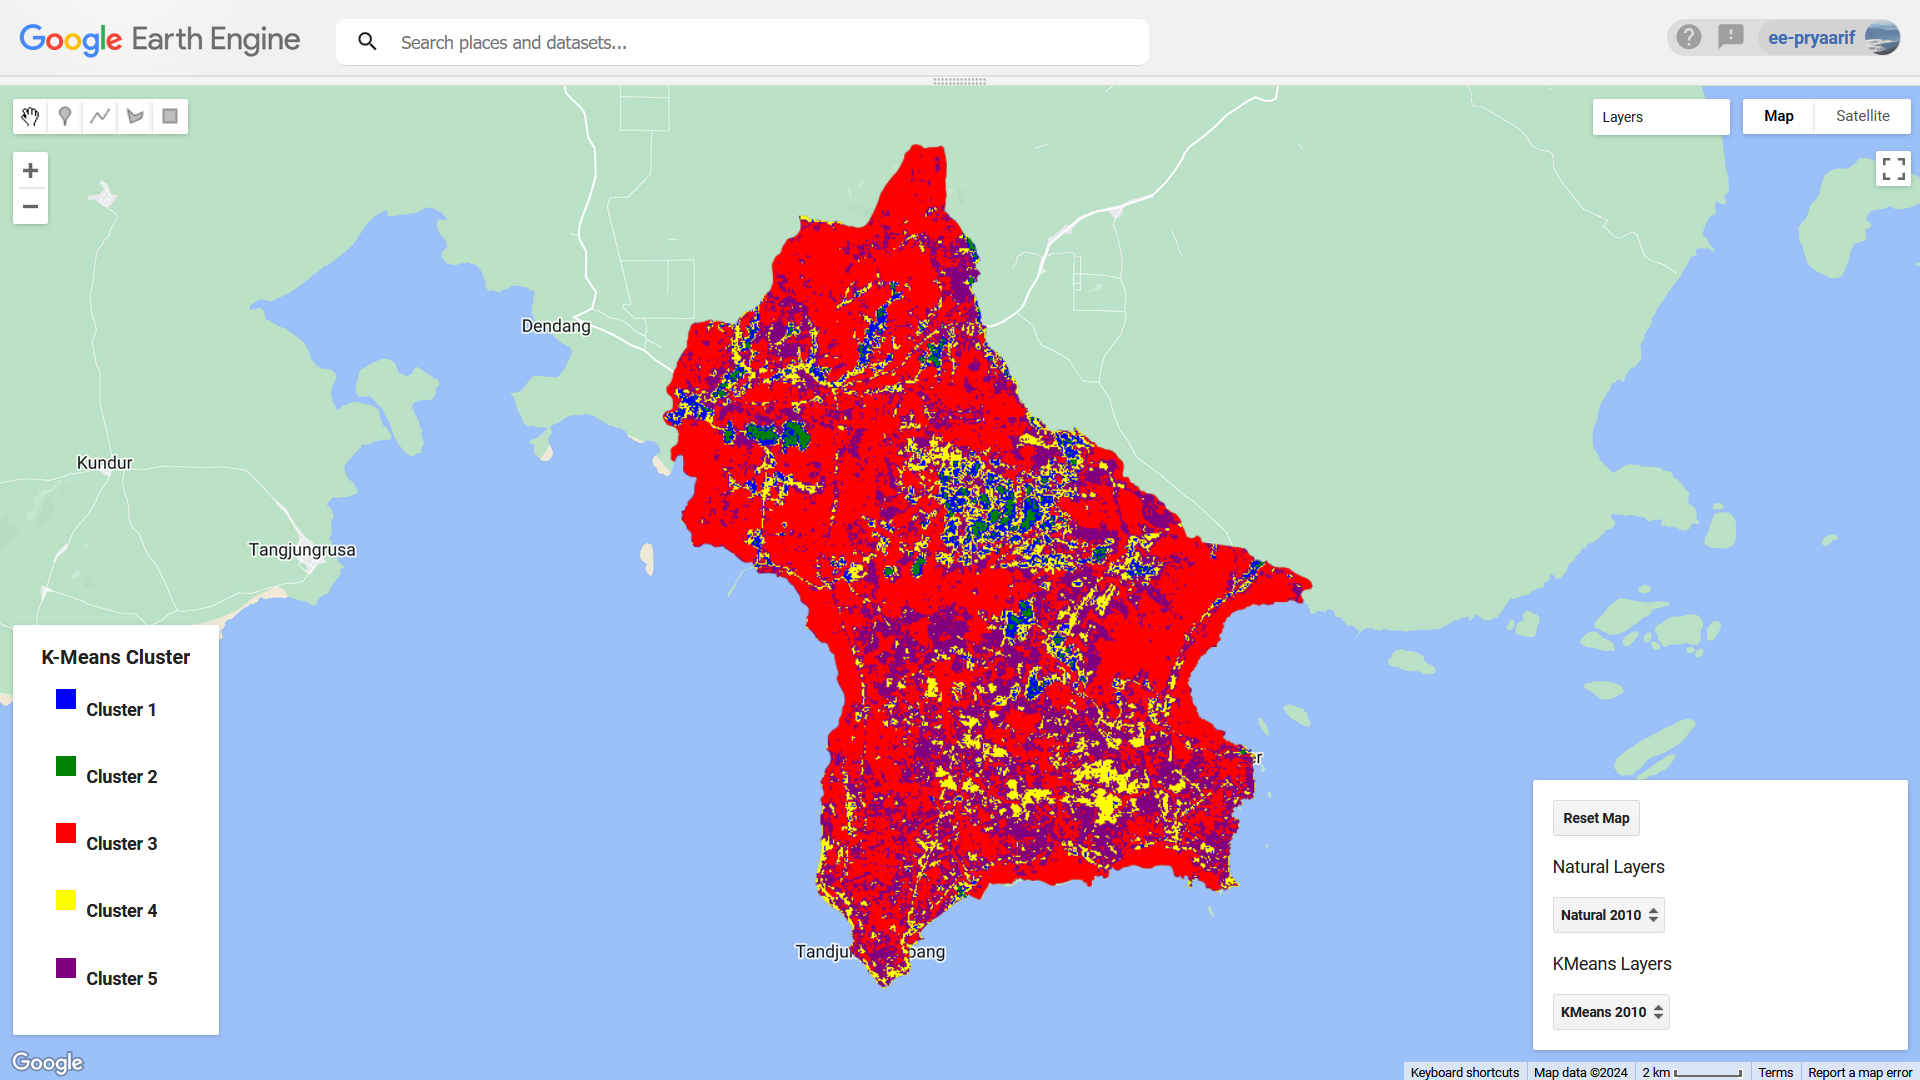 Google Earth Engine
Search places and datasets...
ee-pryaarif
Layers
Map
Satellite
Dendang
Kundur
Tangjungrusa
K-Means Cluster
Cluster 1
Cluster 2
Cluster 3
Cluster 4
Cluster 5
er
Reset Map
Natural Layers
Natural 2010
KMeans Layers
KMeans 2010
Tandju pang
Google
Keyboard shortcuts
Map data ©2024
2 km
Terms
Report a map error